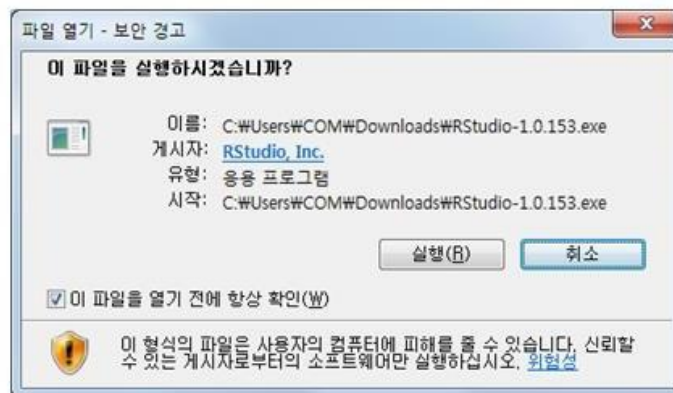 파일 열기 - 보안 경고
이 파일을 실행하시겠습니까?
이름: C:₩Users₩COM₩Downloads₩RStudio-1.0.153.exe
게시자: RStudio, Inc.
유형: 응용 프로그램
시작: C:₩Users₩COM₩Downloads₩RStudio-1.0.153.exe
실행(R) 취소
이 파일을 열기 전에 항상 확인(W)
이 형식의 파일은 사용자의 컴퓨터에 피해를 줄 수 있습니다. 신뢰할
수 있는 게시자로부터의 소프트웨어만 실행하십시오. 위험성